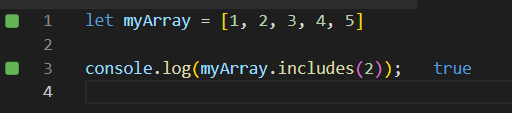 1 let myArray = [1, 2, 3, 4, 5]
2
3 console.log(myArray.includes(2)); true
4